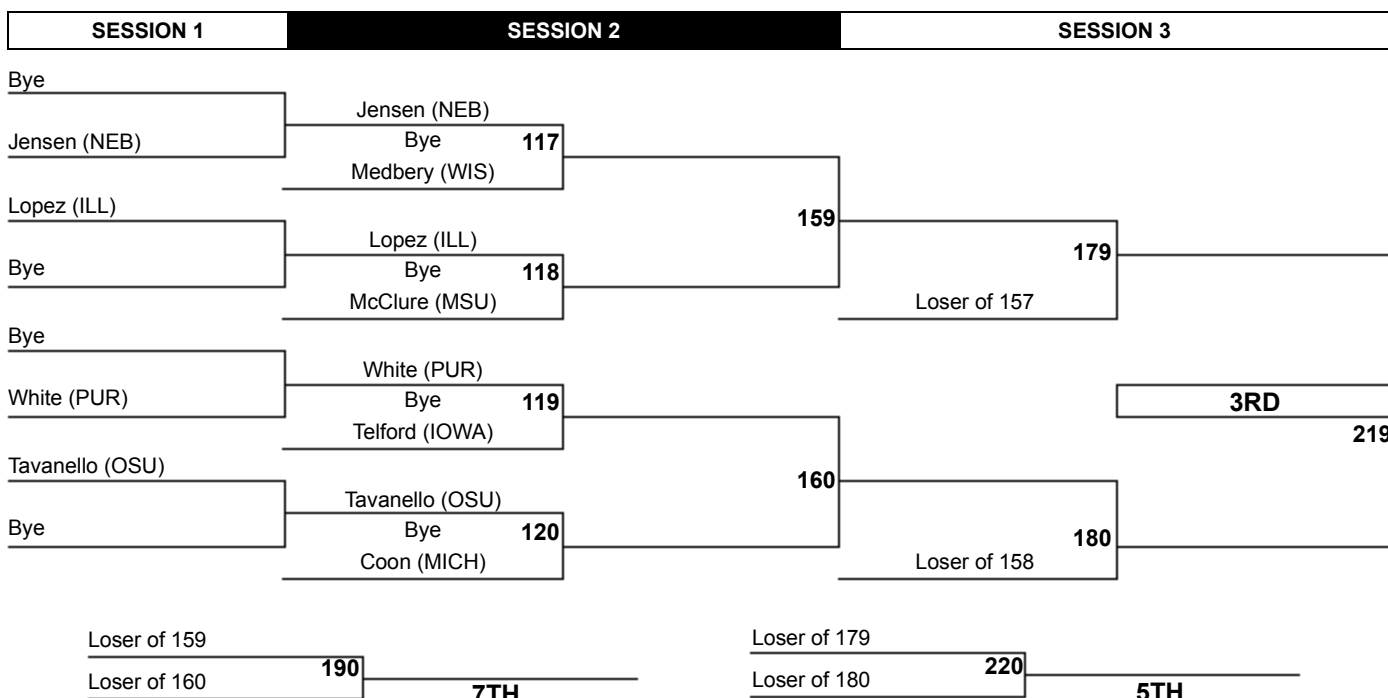 SESSION 1 SESSION 2 SESSION 3
Bye
Jensen (NEB)
Jensen (NEB)
Bye 117
Medbery (WIS)
Lopez (ILL)
159
Lopez (ILL)
179
Bye
Bye 118
McClure (MSU)
Loser of 157
Bye
White (PUR)
White (PUR)
Bye 119
3RD
Telford (IOWA)
219
Tavanello (OSU)
160
Tavanello (OSU)
Bye
Bye 120
180
Coon (MICH)
Loser of 158
Loser of 159
190
Loser of 160
7TH
Loser of 179
220
Loser of 180
5TH